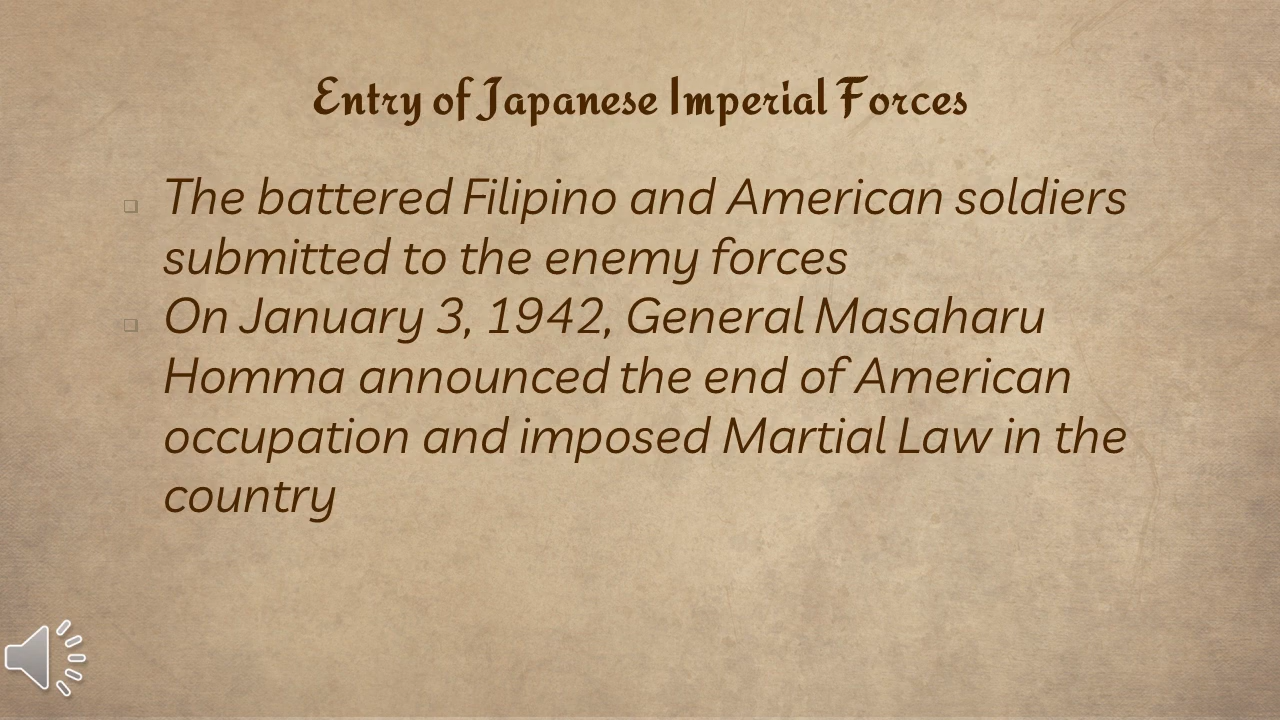 Entry of Japanese Imperial Forces
The battered Filipino and American soldiers
submitted to the enemy forces
On January 3, 1942, General Masaharu
Homma announced the end of American
occupation and imposed Martial Law in the
country